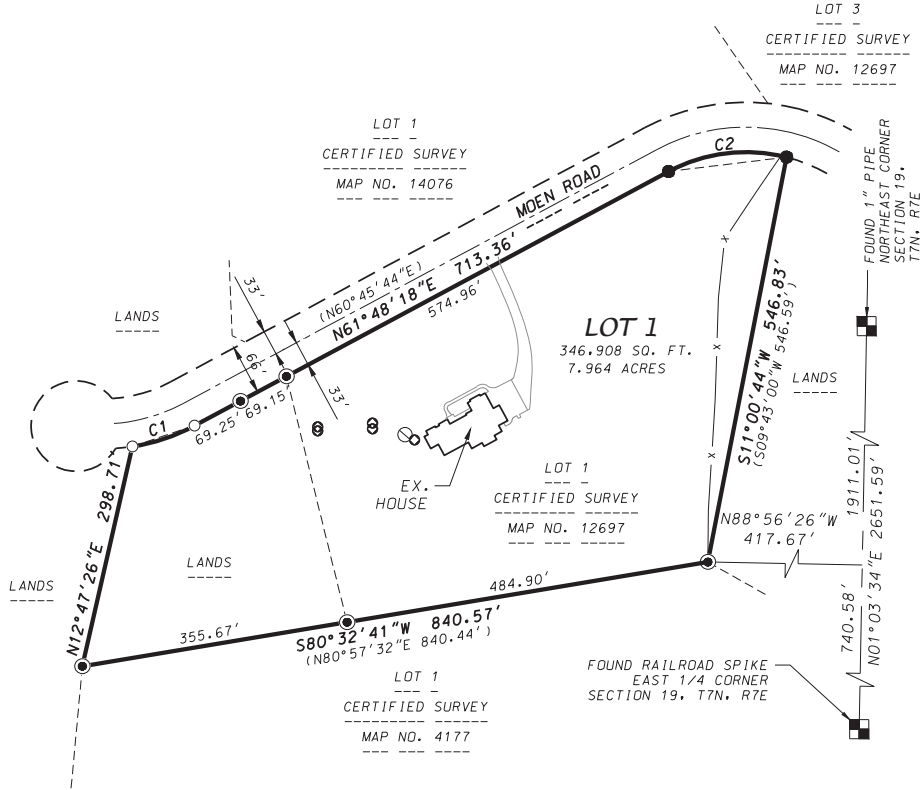 LOT 3
CERTIFIED SURVEY
MAP NO. 12697
LOT 1
CERTIFIED SURVEY
MAP NO. 14076
C2
MOEN ROAD
FOUND 1" PIPE
NORTHEAST CORNER
SECTION 19.
T7N. R7E
(N60°45'44"E)
N61°48'18"E 713.36'
574.96'
33'
66'
33'
LANDS
LOT 1
346.908 SQ. FT.
7.964 ACRES
S11°00'44"W 546.83'
(S09°43'00"W 546.59')
LANDS
C1
69.25'
69.15'
N12°47'26"E 298.71'
EX.
HOUSE
LOT 1
CERTIFIED SURVEY
MAP NO. 12697
N88°56'26"W
417.67'
1911.01'
N01°03'34"E 2651.59'
740.58'
LANDS
LANDS
484.90'
355.67'
S80°32'41"W 840.57'
(N80°57'32"E 840.44')
LOT 1
CERTIFIED SURVEY
MAP NO. 4177
FOUND RAILROAD SPIKE
EAST 1/4 CORNER
SECTION 19. T7N. R7E
x
x
x